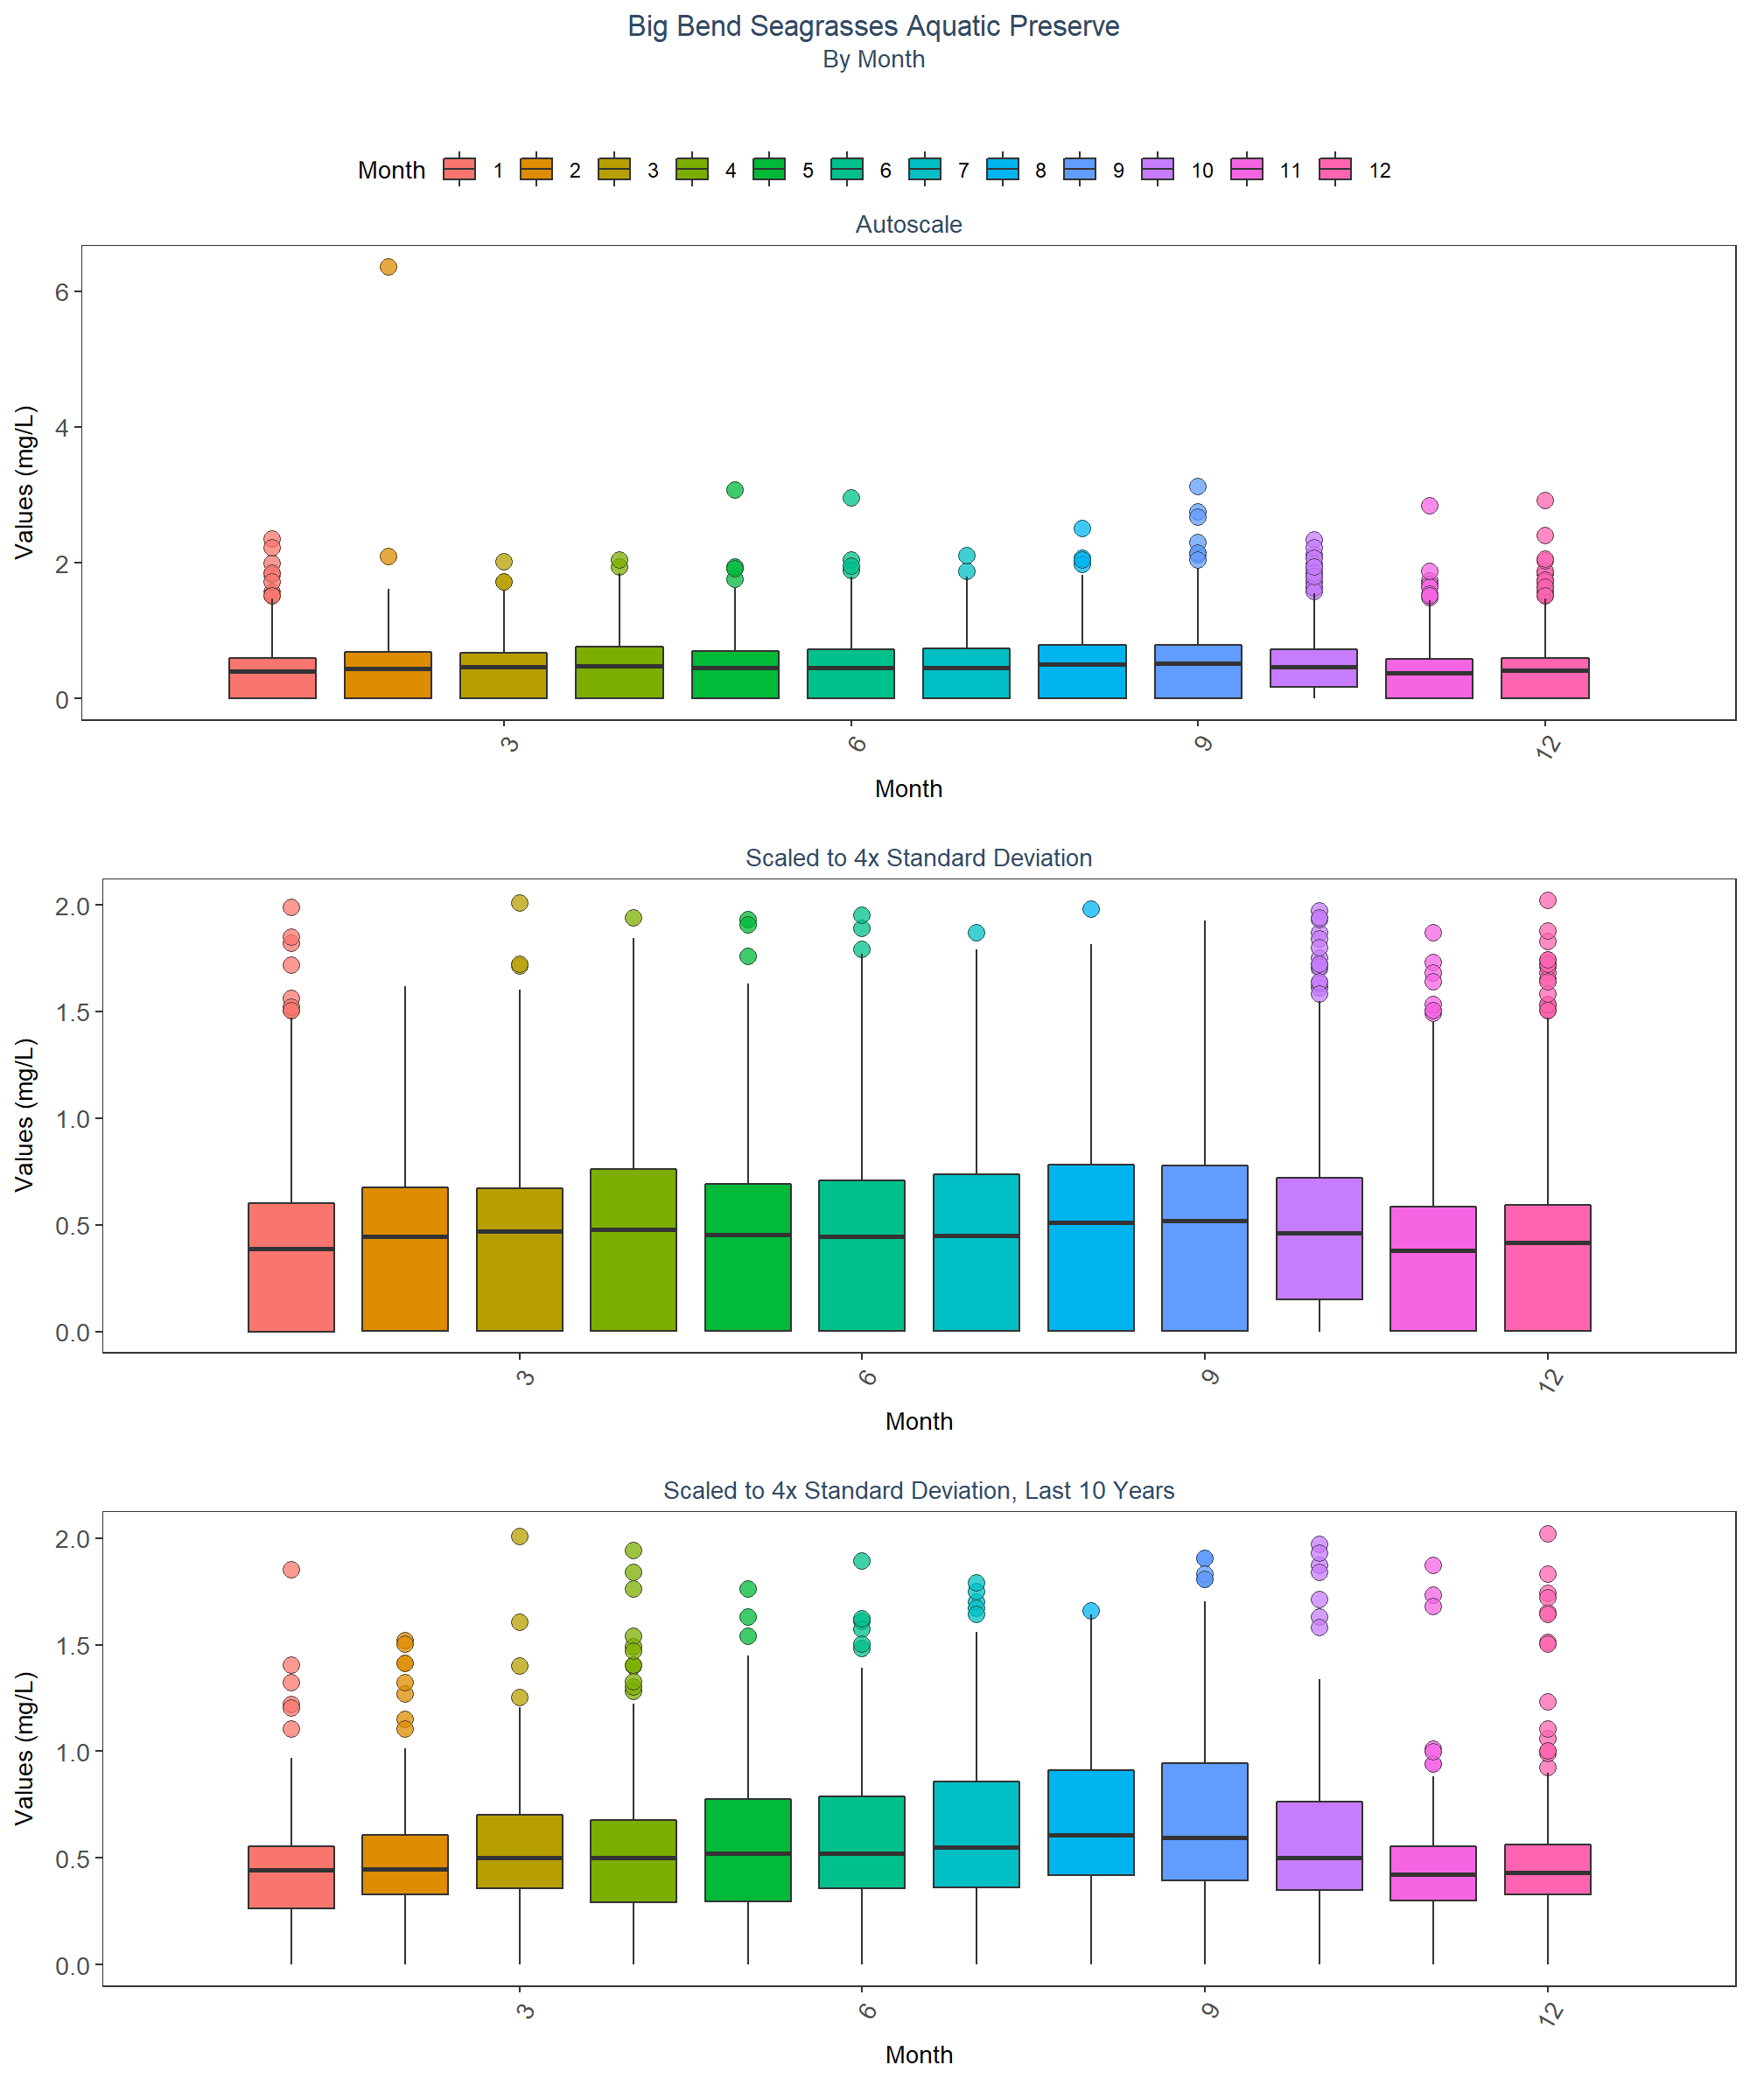 Big Bend Seagrasses Aquatic Preserve
By Month
Month 1 2 3 4 5 6 7 8 9 10 11 12
Autoscale
Values (mg/L)
6
4
2
0
3 6 9 12
Month
Scaled to 4x Standard Deviation
Values (mg/L)
2.0
1.5
1.0
0.5
0.0
3 6 9 12
Month
Scaled to 4x Standard Deviation, Last 10 Years
Values (mg/L)
2.0
1.5
1.0
0.5
0.0
3 6 9 12
Month